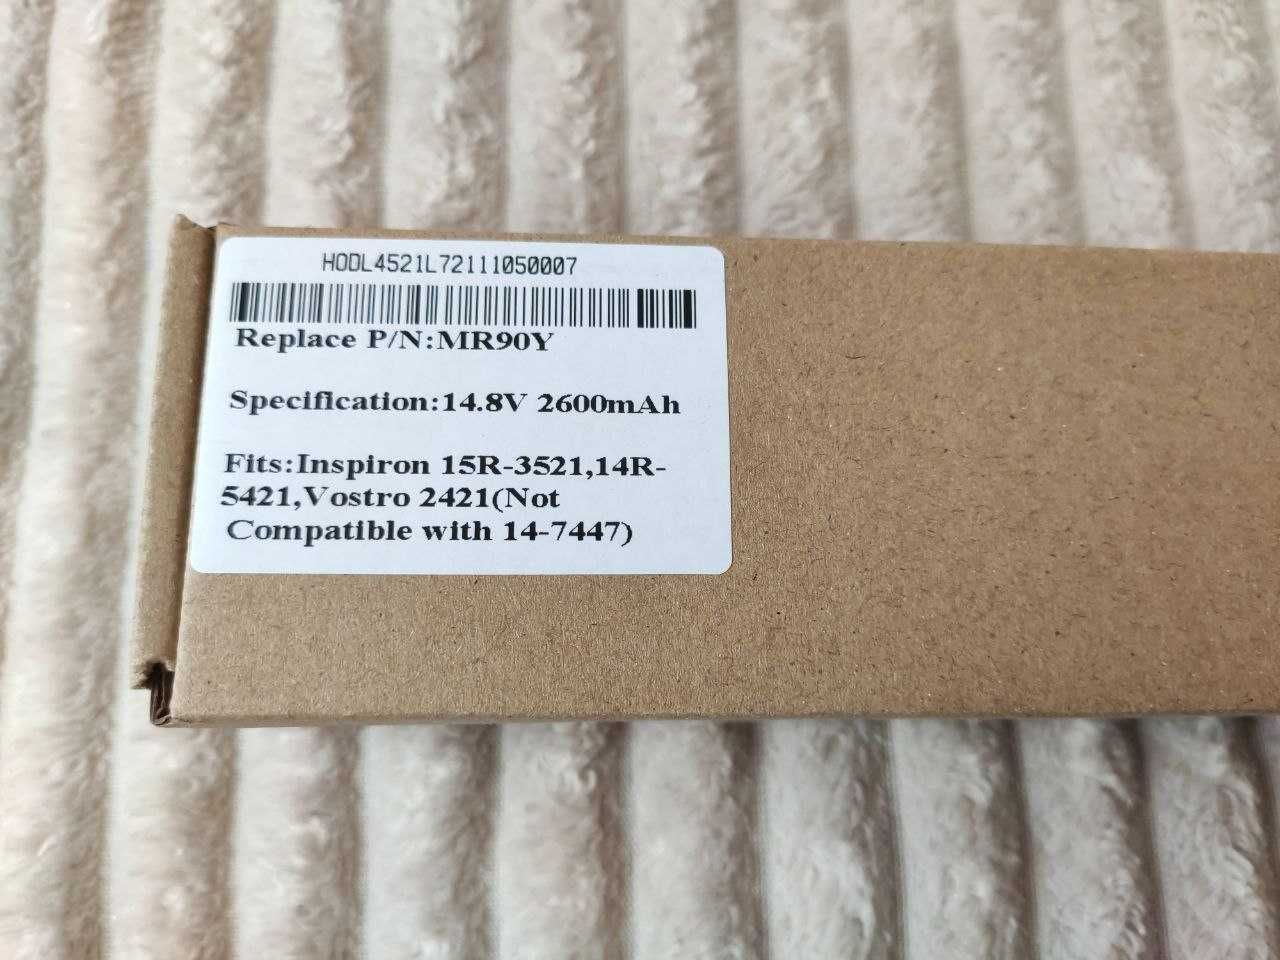 HODL4521L72111050007
Replace P/N:MR90Y
Specification:14.8V 2600mAh
Fits:Inspiron 15R-3521,14R-
5421,Vostro 2421(Not
Compatible with 14-7447)